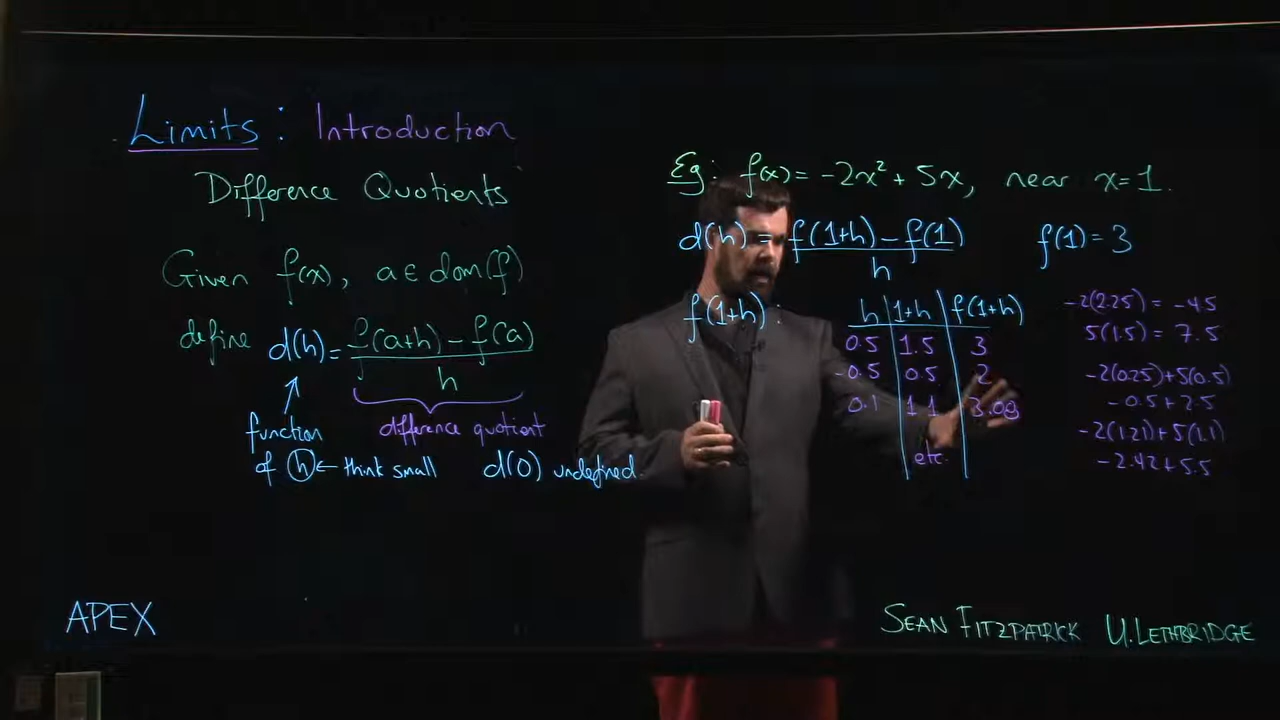 Limits: Introduction
Difference Quotients
Given f(x), a ∈ dom(f)
define d(h) = f(a+h) - f(a) / h
function difference quotient
of h ← think small d(0) undefined.
Eg: f(x) = -2x² + 5x, near x=1.
d(h) = f(1+h) - f(1) / h f(1) = 3
f(1+h):
h 1+h f(1+h)
0.5 1.5 3
-0.5 0.5 2
0.1 1.1 3.08
etc.
-2(2.25) = -4.5
5(1.5) = 7.5
-2(0.25)+5(0.5)
-0.5+2.5
-2(1.21)+5(1.1)
-2.42+5.5
APEX
SEAN FITZPATRICK U. LETHBRIDGE